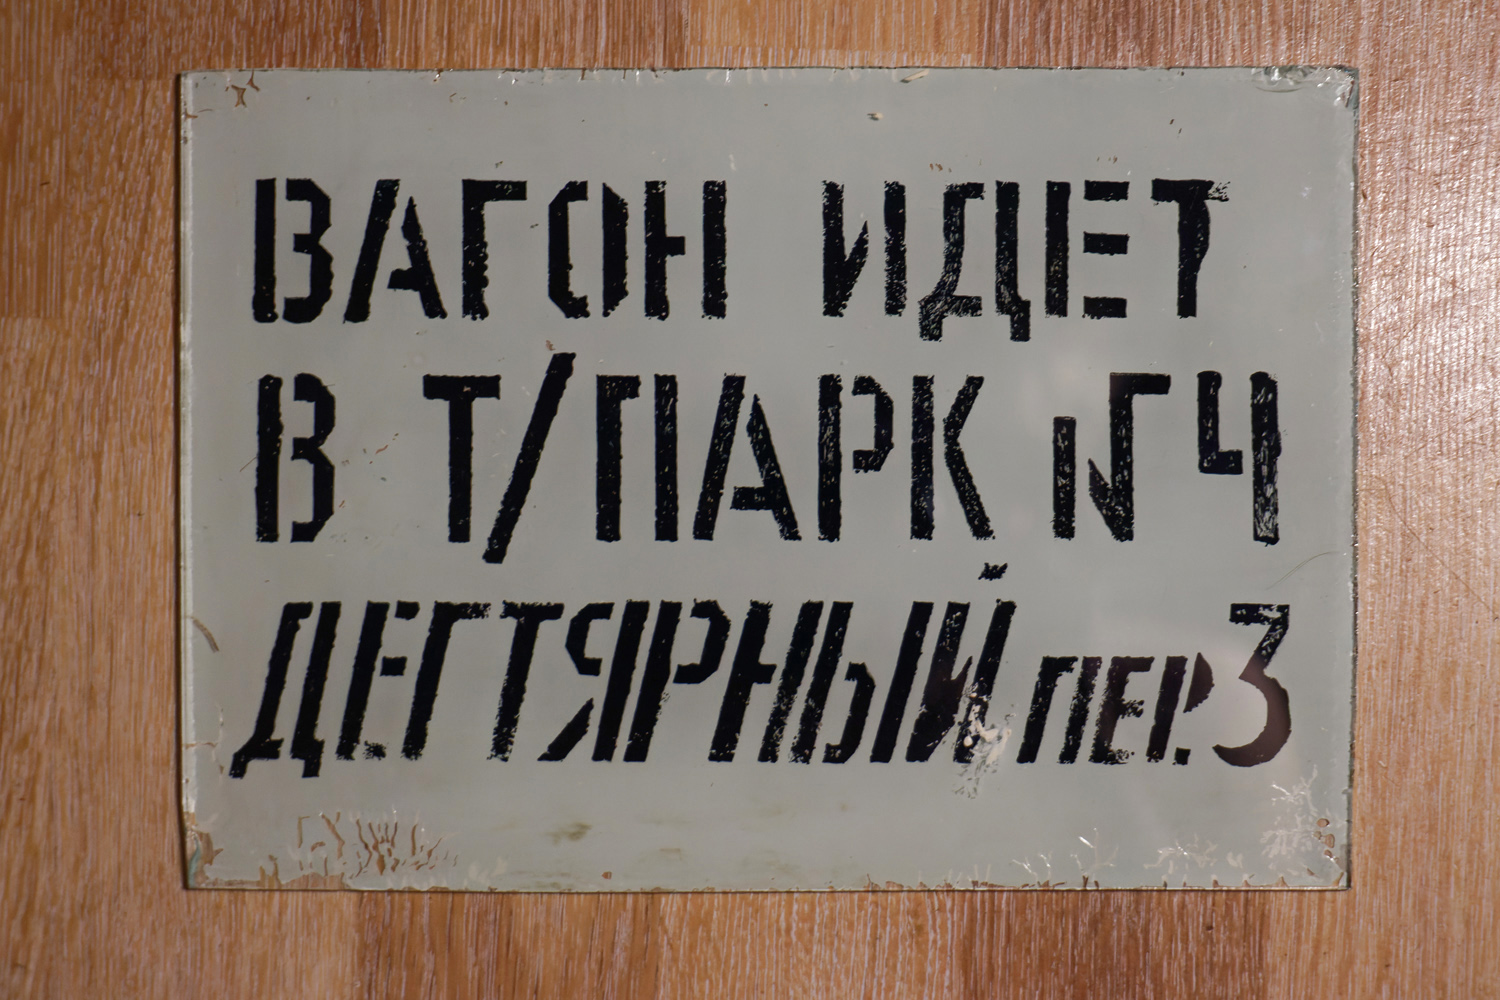 ВАГОН ИДЕТ
В Т/ПАРК №4
ДЕГТЯРНЫЙ ПЕР. 3